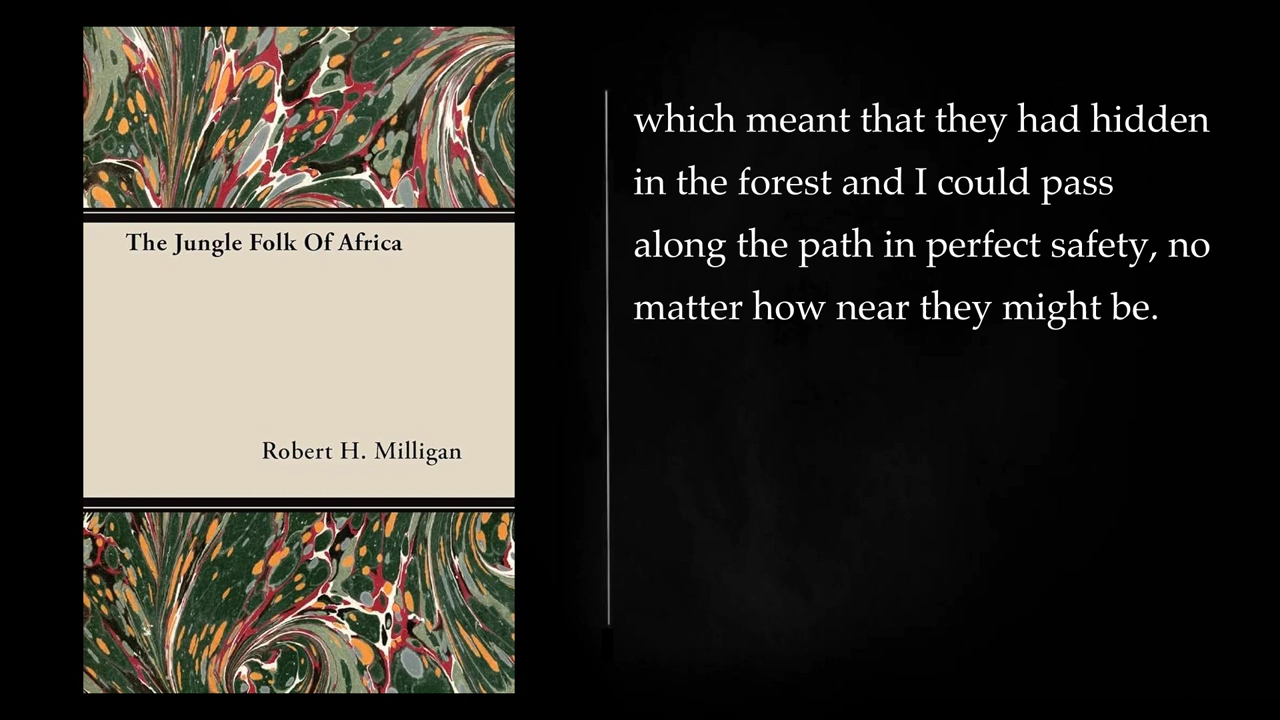 The Jungle Folk Of Africa
Robert H. Milligan
which meant that they had hidden
in the forest and I could pass
along the path in perfect safety, no
matter how near they might be.